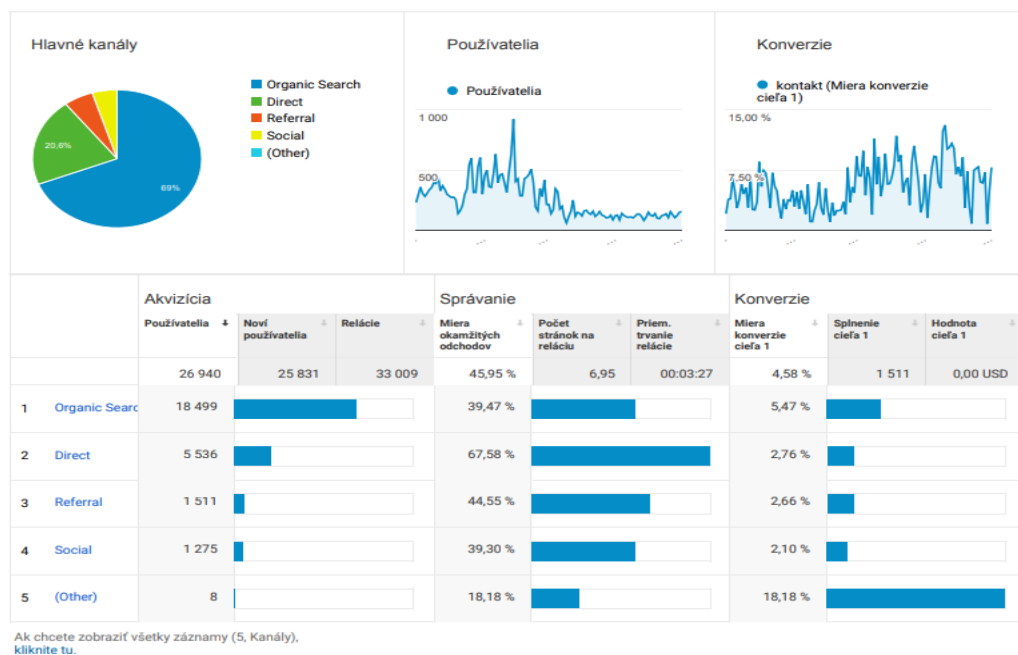 Hlavné kanály
Organic Search
Direct
Referral
Social
(Other)
20,6%
69%
Používatelia
Používatelia
1 000
500
Konverzie
kontakt (Miera konverzie
cieľa 1)
15,00 %
7,50 %
Akvizícia
Správanie
Konverzie
Používatelia
Noví
používatelia
Relácie
Miera
okamžitých
odchodov
Počet
stránok na
reláciu
Priem.
trvanie
relácie
Miera
konverzie
cieľa 1
Splnenie
cieľa 1
Hodnota
cieľa 1
26 940 25 831 33 009 45,95 % 6,95 00:03:27 4,58 % 1 511 0,00 USD
1 Organic Searc 18 499 39,47 % 5,47 %
2 Direct 5 536 67,58 % 2,76 %
3 Referral 1 511 44,55 % 2,66 %
4 Social 1 275 39,30 % 2,10 %
5 (Other) 8 18,18 % 18,18 %
Ak chcete zobraziť všetky záznamy (5, Kanály),
kliknite tu.